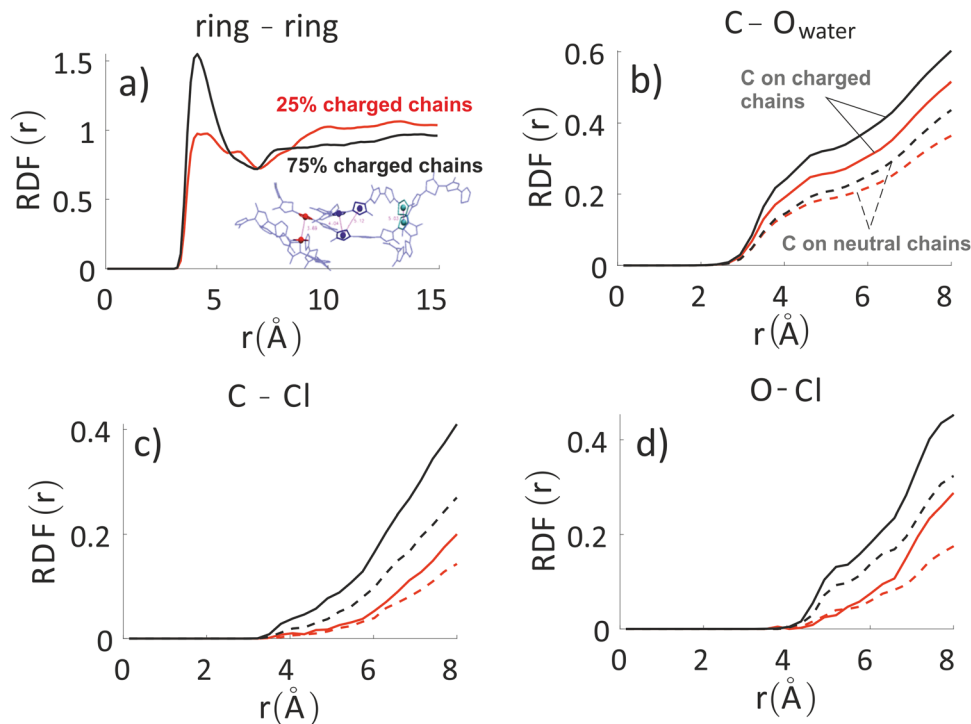 ring – ring
a)
RDF (r)
1.5
1
0.5
0
25% charged chains
75% charged chains
0 5 10 15
r(Å)
C – Owater
b)
RDF (r)
0.6
0.4
0.2
0
C on charged
chains
C on neutral chains
0 2 4 6 8
r(Å)
C – Cl
c)
RDF (r)
0.4
0.2
0
0 2 4 6 8
r(Å)
O-Cl
d)
RDF (r)
0.4
0.2
0
0 2 4 6 8
r(Å)